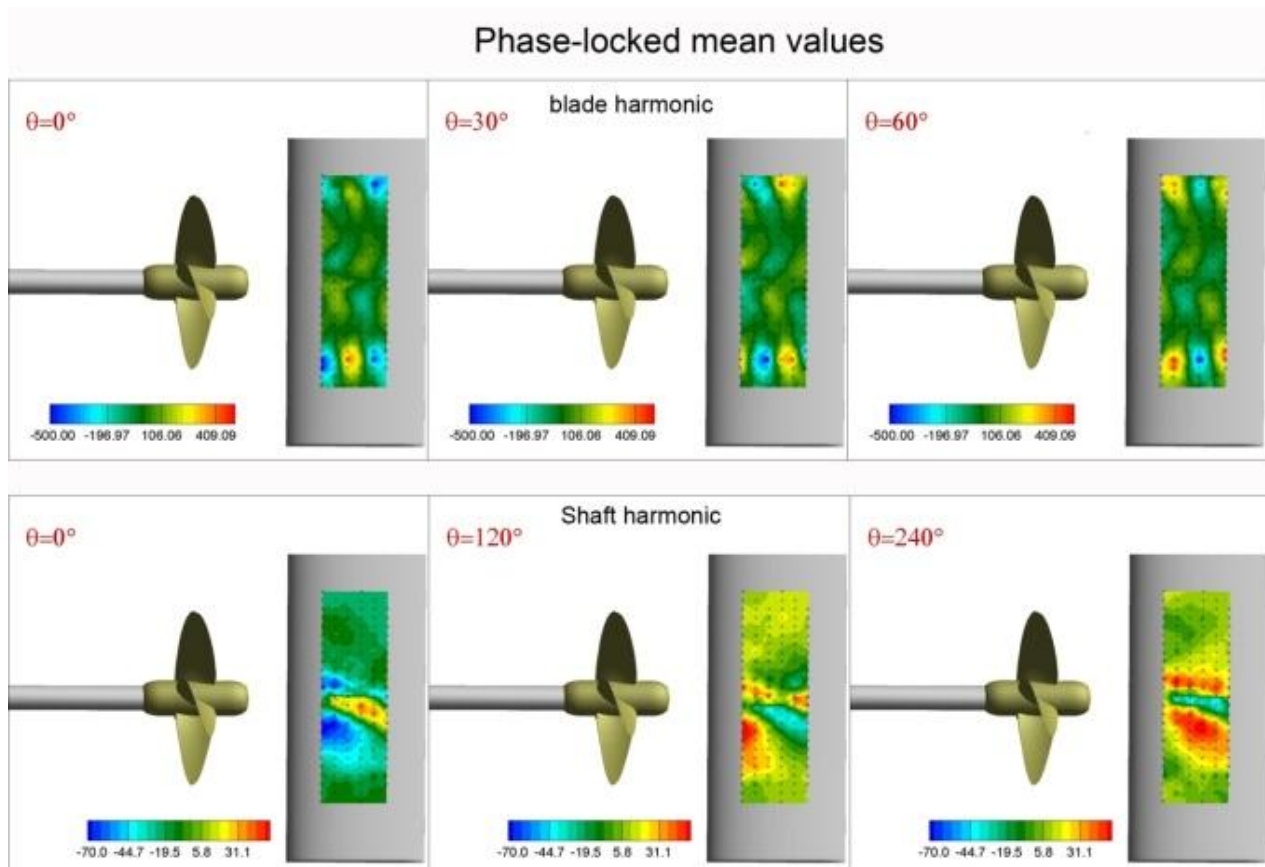 Phase-locked mean values
θ=0°
blade harmonic
θ=30°
θ=60°
-500.00 -196.97 106.06 409.09
-500.00 -196.97 106.06 409.09
-500.00 -196.97 106.06 409.09
θ=0°
Shaft harmonic
θ=120°
θ=240°
-70.0 -44.7 -19.5 5.8 31.1
-70.0 -44.7 -19.5 5.8 31.1
-70.0 -44.7 -19.5 5.8 31.1